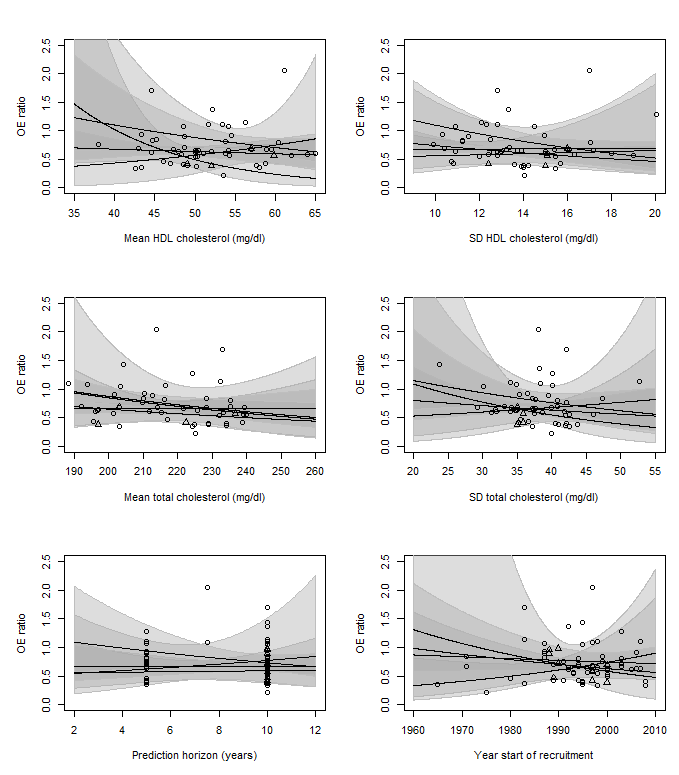 2.5 2.5
2.0 2.0
1.5 1.5
OE ratio OE ratio
1.0 1.0
0.5 0.5
0.0 0.0
35 40 45 50 55 60 65 10 12 14 16 18 20
Mean HDL cholesterol (mg/dl) SD HDL cholesterol (mg/dl)
2.5 2.5
2.0 2.0
1.5 1.5
OE ratio OE ratio
1.0 1.0
0.5 0.5
0.0 0.0
190 200 210 220 230 240 250 260 20 25 30 35 40 45 50 55
Mean total cholesterol (mg/dl) SD total cholesterol (mg/dl)
2.5 2.5
2.0 2.0
1.5 1.5
OE ratio OE ratio
1.0 1.0
0.5 0.5
0.0 0.0
2 4 6 8 10 12 1960 1970 1980 1990 2000 2010
Prediction horizon (years) Year start of recruitment